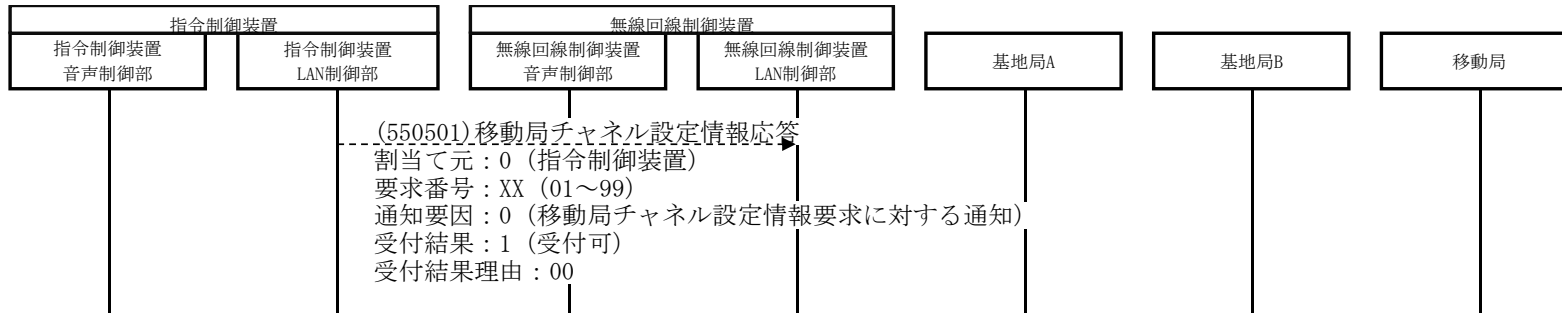 指令制御装置
無線回線制御装置
指令制御装置
音声制御部
指令制御装置
LAN制御部
無線回線制御装置
音声制御部
無線回線制御装置
LAN制御部
基地局A
基地局B
移動局
(550501)移動局チャネル設定情報応答
割当て元:0 (指令制御装置)
要求番号:XX (01～99)
通知要因:0 (移動局チャネル設定情報要求に対する通知)
受付結果:1 (受付可)
受付結果理由:00